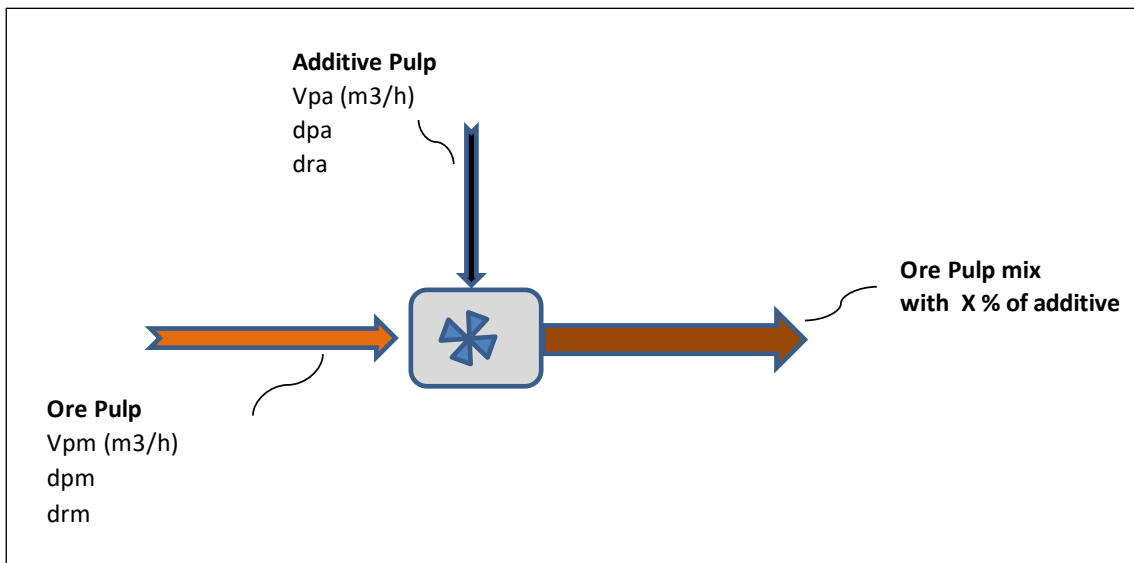 Additive Pulp
Vpa (m3/h)
dpa
dra
Ore Pulp mix
with X % of additive
Ore Pulp
Vpm (m3/h)
dpm
drm